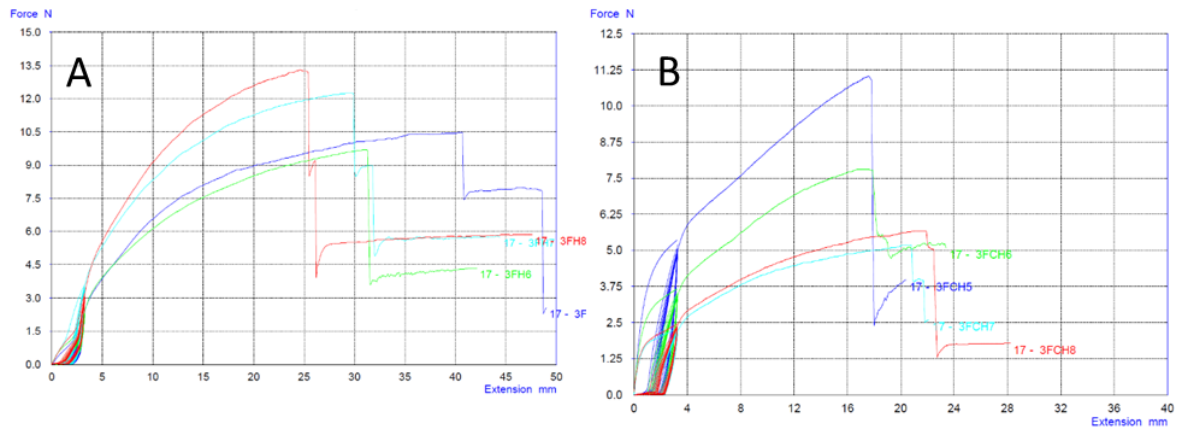 Force N
15.0
13.5
12.0
10.5
9.0
7.5
6.0
4.5
3.0
1.5
0.0
A
17 - 3FH8
17 - 3FH6
17 - 3F
0 5 10 15 20 25 30 35 40 45 50
Extension mm
Force N
12.5
11.25
10.0
8.75
7.5
6.25
5.0
3.75
2.5
1.25
0.0
B
17 - 3FCH6
17 - 3FCH5
7 - 3FCH7
17 - 3FCH8
0 4 8 12 16 20 24 28 32 36 40
Extension mm